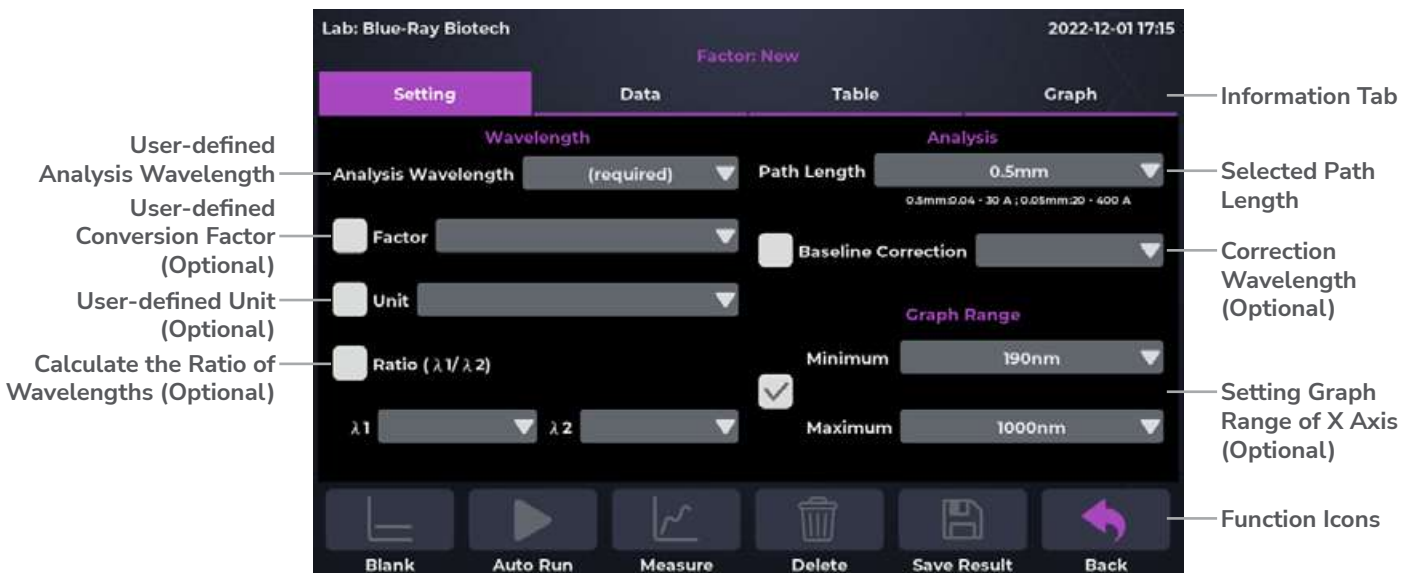 Lab: Blue-Ray Biotech
2022-12-01 17:15
Factor: New
Setting
Data
Table
Graph
Information Tab
Wavelength
Analysis
User-defined
Analysis Wavelength
Analysis Wavelength
(required)
Path Length
0.5mm
0.5mm:0.04 - 30 A ; 0.05mm:20 - 400 A
Selected Path
Length
User-defined
Conversion Factor
(Optional)
Factor
Baseline Correction
Correction
Wavelength
(Optional)
User-defined Unit
(Optional)
Unit
Graph Range
Calculate the Ratio of
Wavelengths (Optional)
Ratio ( λ1/ λ2)
λ1
λ2
Minimum
190nm
Maximum
1000nm
Setting Graph
Range of X Axis
(Optional)
Blank
Auto Run
Measure
Delete
Save Result
Back
Function Icons